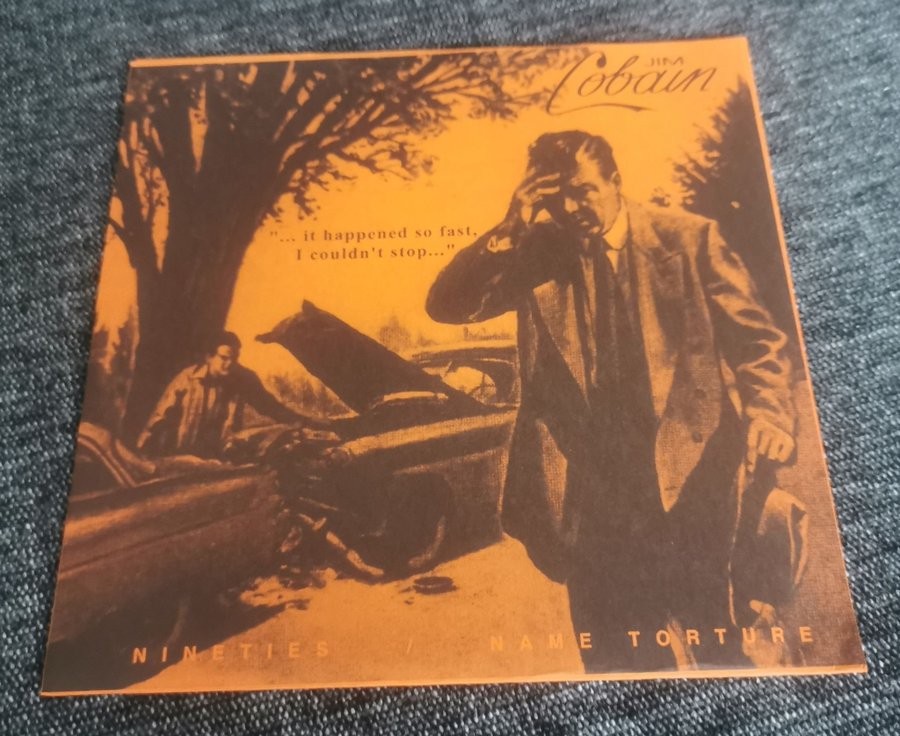 JIM
Cobain
"... it happened so fast,
I couldn't stop..."
NINETIES / NAME TORTURE